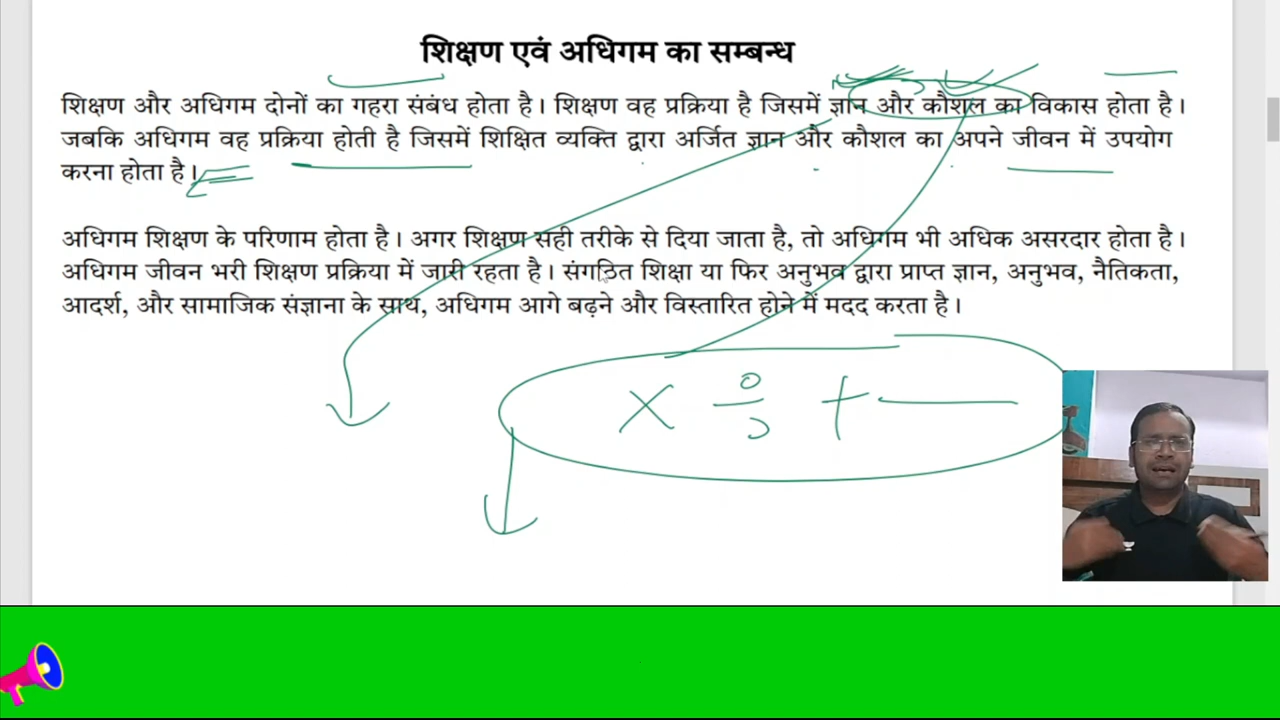 शिक्षण एवं अधिगम का सम्बन्ध
शिक्षण और अधिगम दोनों का गहरा संबंध होता है। शिक्षण वह प्रक्रिया है जिसमें ज्ञान और कौशल का विकास होता है।
जबकि अधिगम वह प्रक्रिया होती है जिसमें शिक्षित व्यक्ति द्वारा अर्जित ज्ञान और कौशल का अपने जीवन में उपयोग
करना होता है।
अधिगम शिक्षण के परिणाम होता है। अगर शिक्षण सही तरीके से दिया जाता है, तो अधिगम भी अधिक असरदार होता है।
अधिगम जीवन भरी शिक्षण प्रक्रिया में जारी रहता है। संगठित शिक्षा या फिर अनुभव द्वारा प्राप्त ज्ञान, अनुभव, नैतिकता,
आदर्श, और सामाजिक संज्ञाना के साथ, अधिगम आगे बढ़ने और विस्तारित होने में मदद करता है।
× ÷ + —